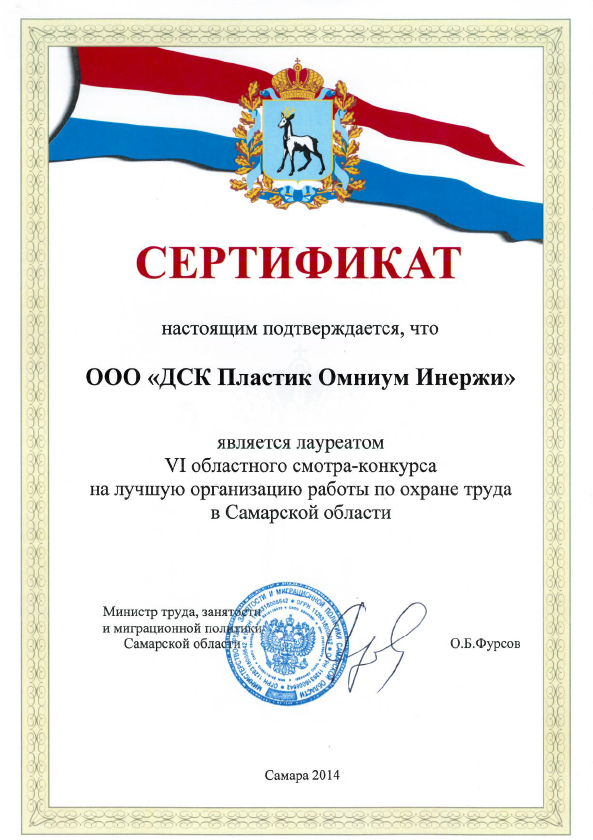 СЕРТИФИКАТ
настоящим подтверждается, что
ООО «ДСК Пластик Омниум Инержи»
является лауреатом
VI областного смотра-конкурса
на лучшую организацию работы по охране труда
в Самарской области
Министр труда, занятости
и миграционной политики
Самарской области
О.Б.Фурсов
Самара 2014